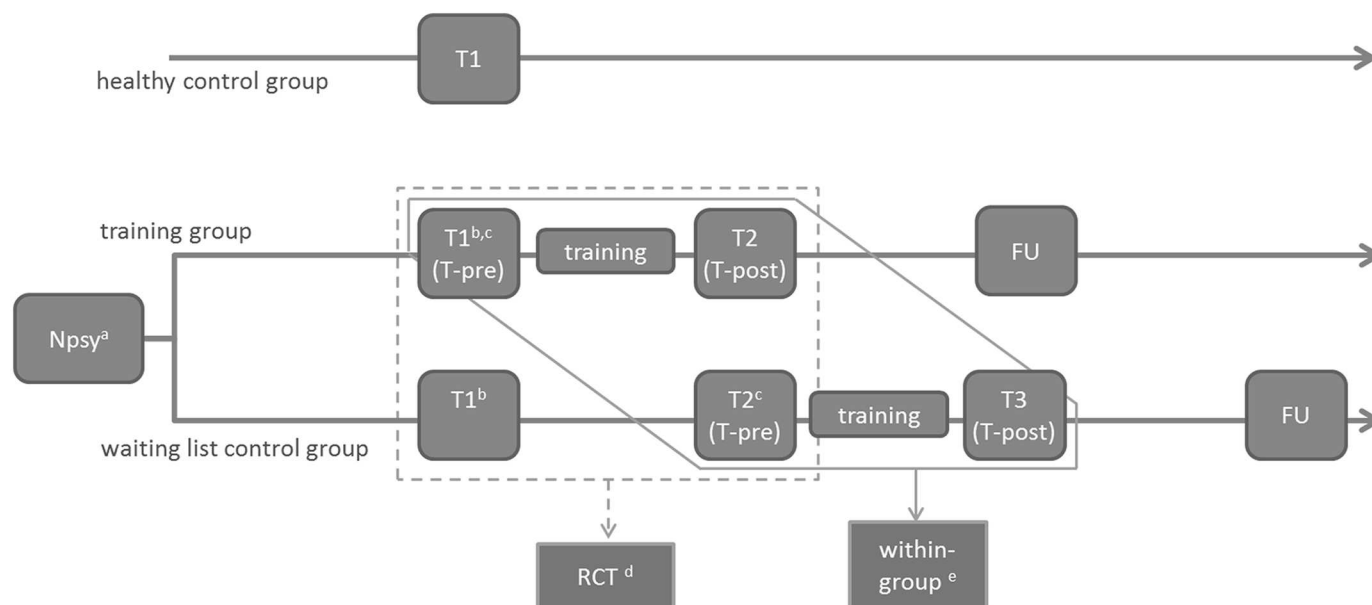 T1
healthy control group
training group
T1ᵇ,ᶜ
(T-pre)
training
T2
(T-post)
FU
Npsyᵃ
T1ᵇ
T2ᶜ
(T-pre)
training
T3
(T-post)
FU
waiting list control group
RCT ᵈ
within-
group ᵉ